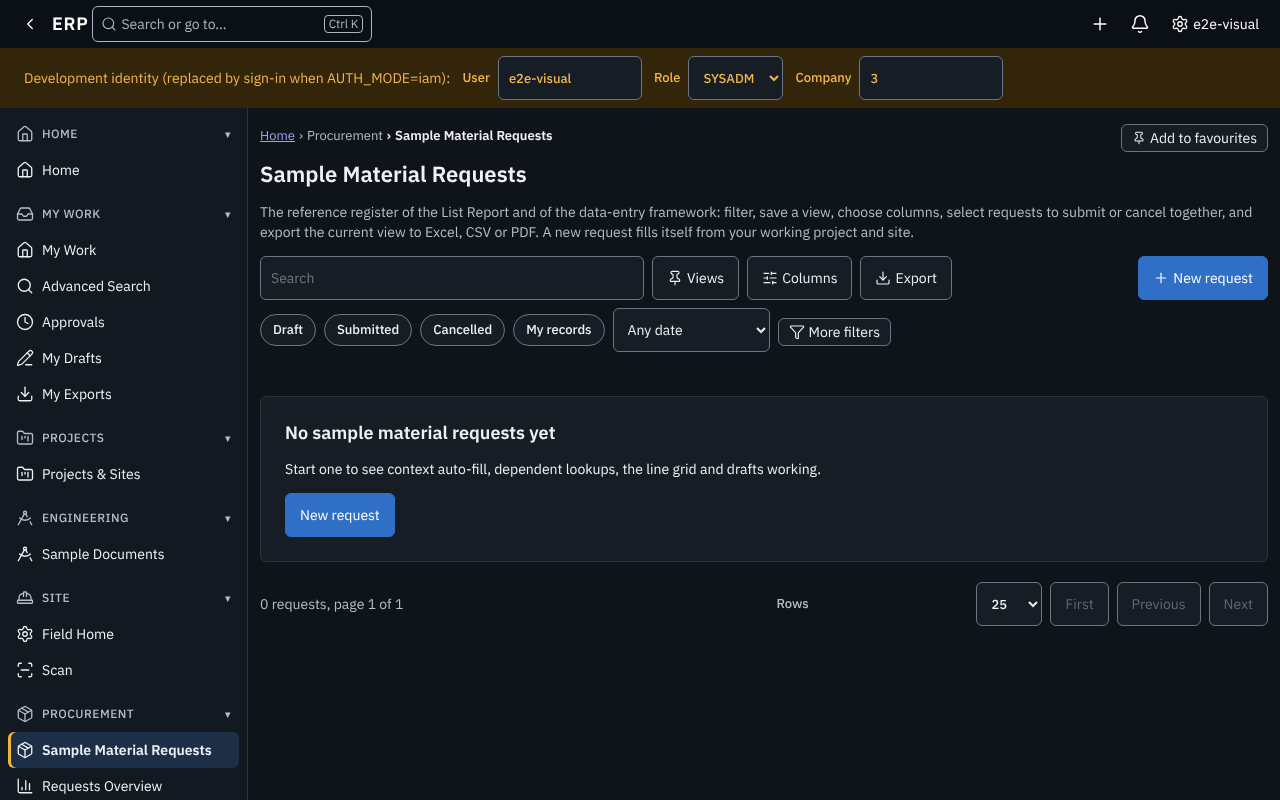 ERP
Search or go to...
Ctrl K
e2e-visual
Development identity (replaced by sign-in when AUTH_MODE=iam):
User
e2e-visual
Role
SYSADM
Company
3
HOME
Home
MY WORK
My Work
Advanced Search
Approvals
My Drafts
My Exports
PROJECTS
Projects & Sites
ENGINEERING
Sample Documents
SITE
Field Home
Scan
PROCUREMENT
Sample Material Requests
Requests Overview
Home › Procurement › Sample Material Requests
Add to favourites
Sample Material Requests
The reference register of the List Report and of the data-entry framework: filter, save a view, choose columns, select requests to submit or cancel together, and
export the current view to Excel, CSV or PDF. A new request fills itself from your working project and site.
Search
Views
Columns
Export
New request
Draft
Submitted
Cancelled
My records
Any date
More filters
No sample material requests yet
Start one to see context auto-fill, dependent lookups, the line grid and drafts working.
New request
0 requests, page 1 of 1
Rows
25
First
Previous
Next